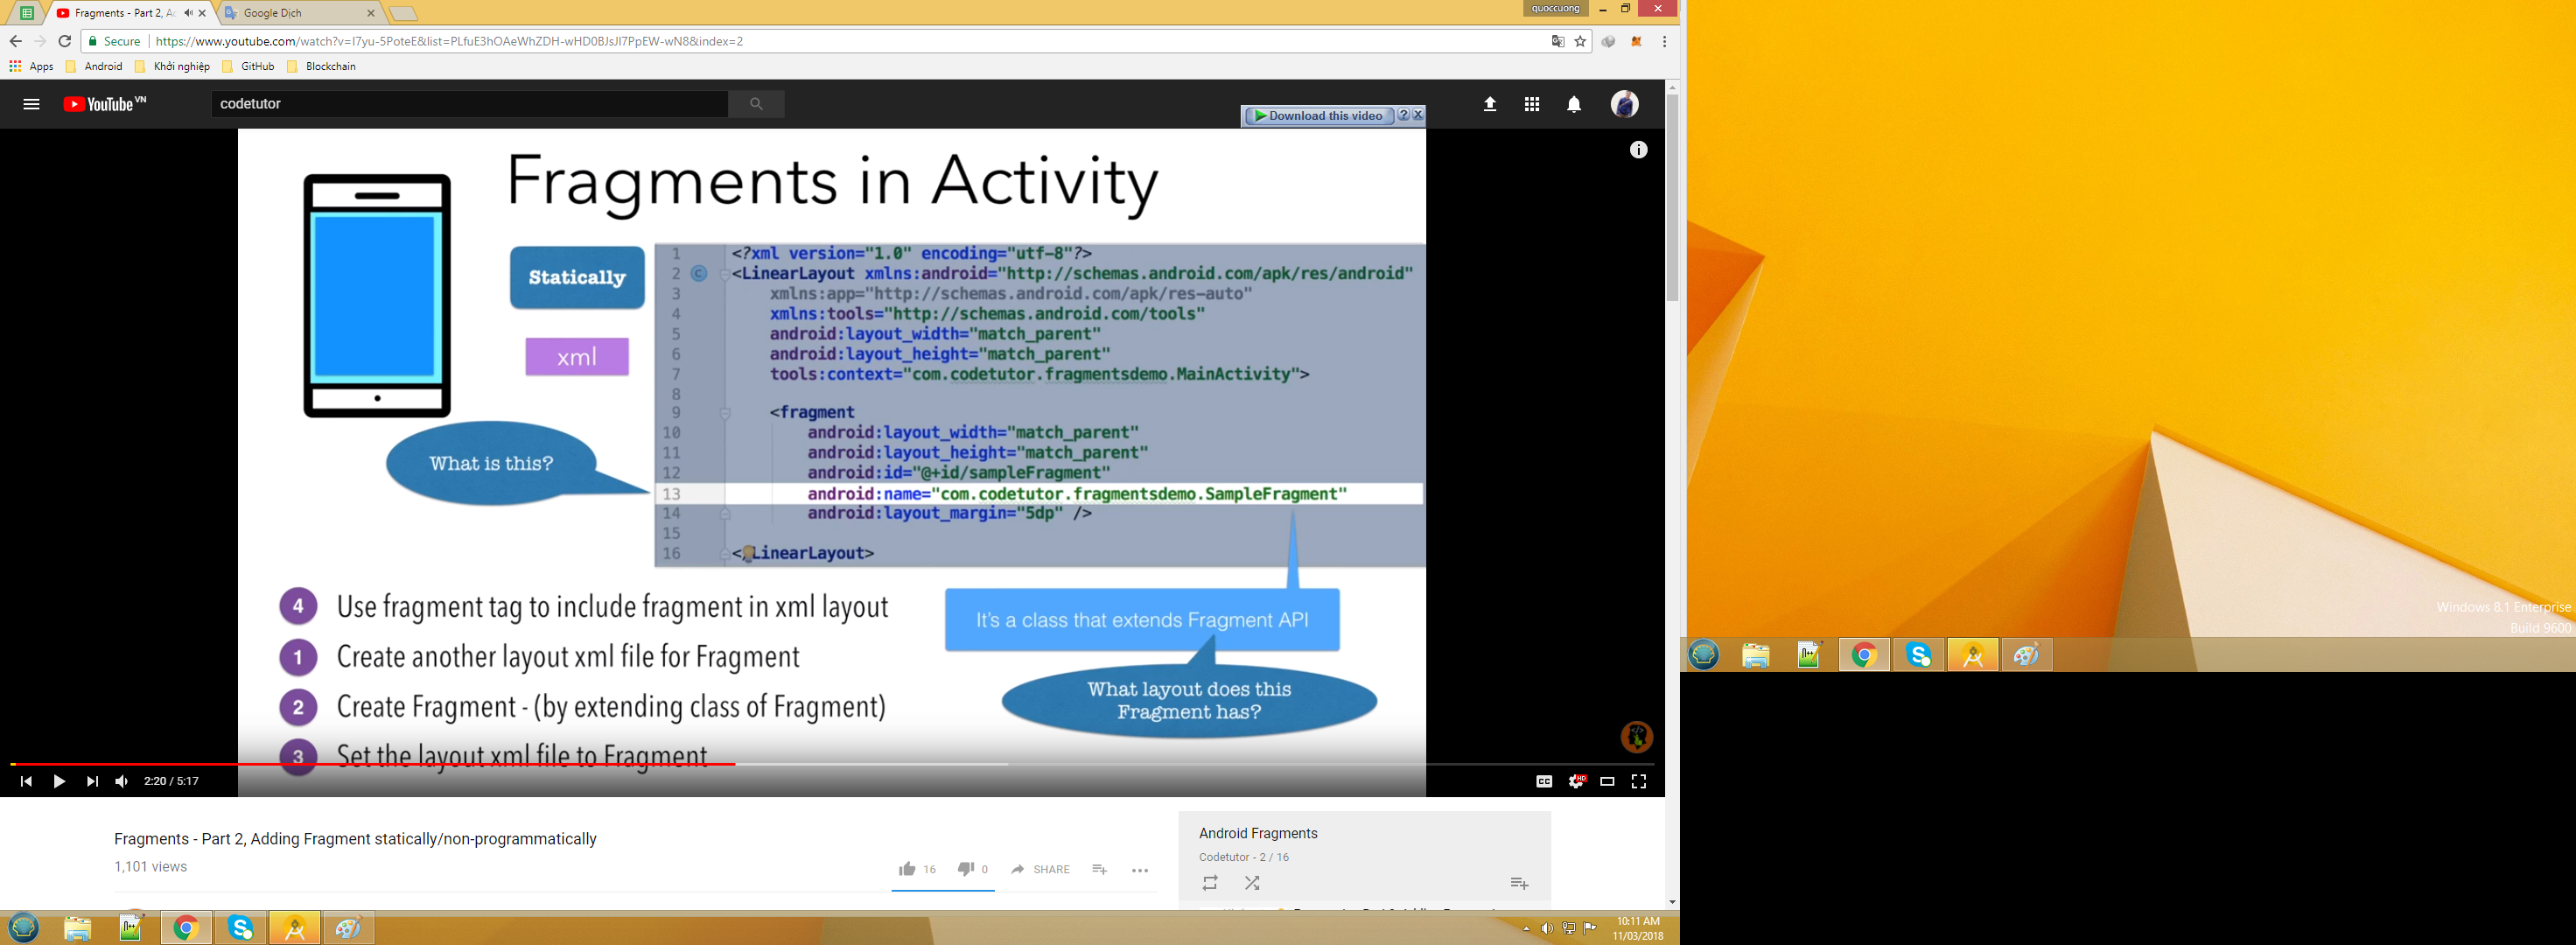 Fragments - Part 2, Ac
Google Dịch
quoccuong
Secure
https://www.youtube.com/watch?v=I7yu-5PoteE&list=PLfuE3hOAeWhZDH-wHD0BJsJI7PpEW-wN8&index=2
Apps
Android
Khởi nghiệp
GitHub
Blockchain
YouTube VN
codetutor
Download this video
Fragments in Activity
Statically
xml
What is this?
1 <?xml version="1.0" encoding="utf-8"?>
2 <LinearLayout xmlns:android="http://schemas.android.com/apk/res/android"
3 xmlns:app="http://schemas.android.com/apk/res-auto"
4 xmlns:tools="http://schemas.android.com/tools"
5 android:layout_width="match_parent"
6 android:layout_height="match_parent"
7 tools:context="com.codetutor.fragmentsdemo.MainActivity">
8
9 <fragment
10 android:layout_width="match_parent"
11 android:layout_height="match_parent"
12 android:id="@+id/sampleFragment"
13 android:name="com.codetutor.fragmentsdemo.SampleFragment"
14 android:layout_margin="5dp" />
15
16 </LinearLayout>
4 Use fragment tag to include fragment in xml layout
1 Create another layout xml file for Fragment
2 Create Fragment - (by extending class of Fragment)
3 Set the layout xml file to Fragment
It's a class that extends Fragment API
What layout does this
Fragment has?
2:20 / 5:17
CC
HD
Fragments - Part 2, Adding Fragment statically/non-programmatically
1,101 views
16
0
SHARE
Android Fragments
Codetutor - 2 / 16
10:11 AM
11/03/2018
Windows 8.1 Enterprise
Build 9600